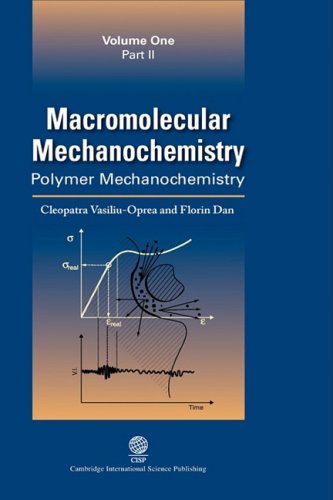 Volume One
Part II
Macromolecular
Mechanochemistry
Polymer Mechanochemistry
Cleopatra Vasiliu-Oprea and Florin Dan
σ
σreal
εreal
ε
V.I.
Time
CISP
Cambridge International Science Publishing